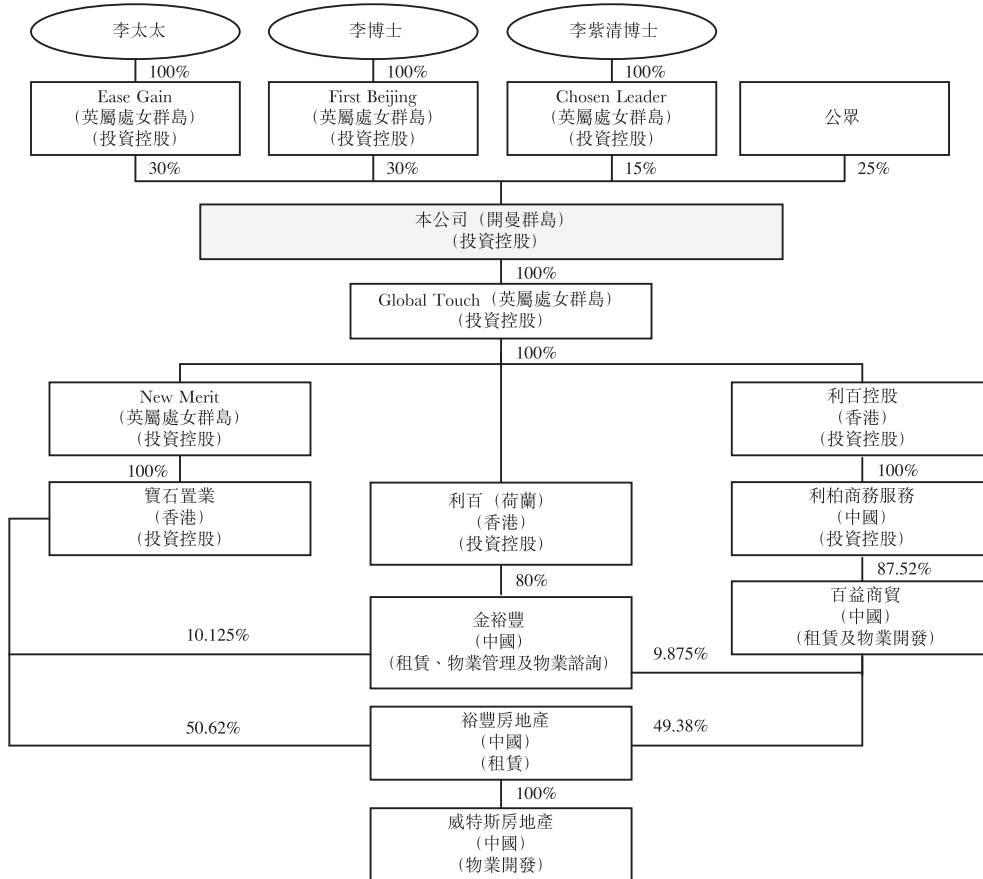 李太太
李博士
李紫清博士
100%
100%
100%
Ease Gain
(英屬處女群島)
(投資控股)
First Beijing
(英屬處女群島)
(投資控股)
Chosen Leader
(英屬處女群島)
(投資控股)
公眾
30%
30%
15%
25%
本公司(開曼群島)
(投資控股)
100%
Global Touch(英屬處女群島)
(投資控股)
100%
New Merit
(英屬處女群島)
(投資控股)
利百控股
(香港)
(投資控股)
100%
100%
寶石置業
(香港)
(投資控股)
利百(荷蘭)
(香港)
(投資控股)
利柏商務服務
(中國)
(投資控股)
80%
87.52%
百益商貿
(中國)
(租賃及物業開發)
金裕豐
(中國)
(租賃、物業管理及物業諮詢)
10.125%
9.875%
裕豐房地產
(中國)
(租賃)
50.62%
49.38%
100%
威特斯房地產
(中國)
(物業開發)